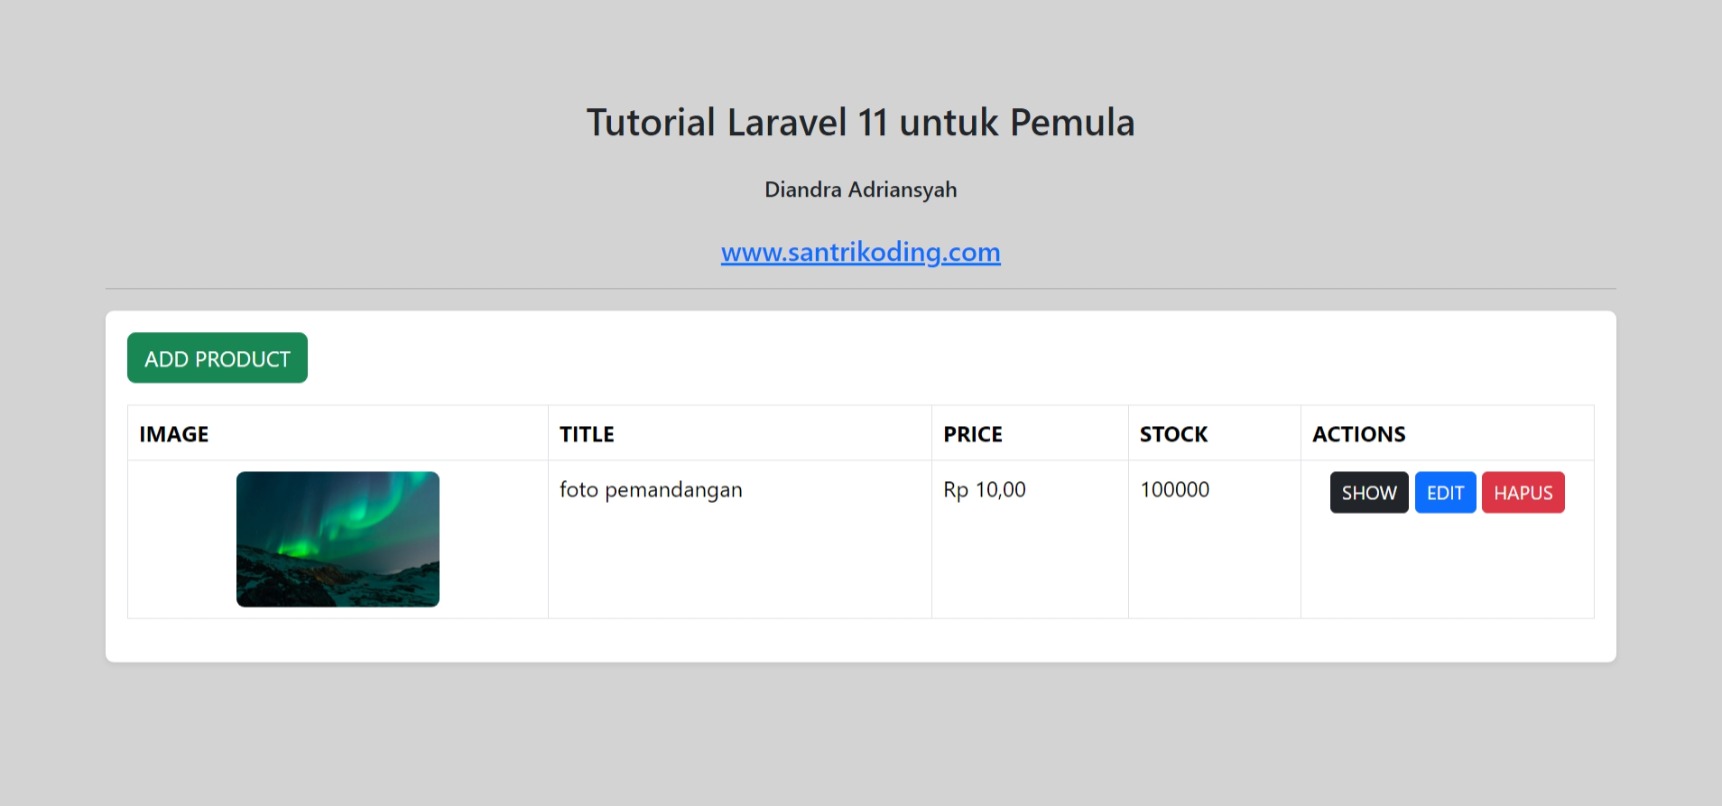 Tutorial Laravel 11 untuk Pemula
Diandra Adriansyah
www.santrikoding.com
ADD PRODUCT
IMAGE TITLE PRICE STOCK ACTIONS
foto pemandangan Rp 10,00 100000 SHOW EDIT HAPUS